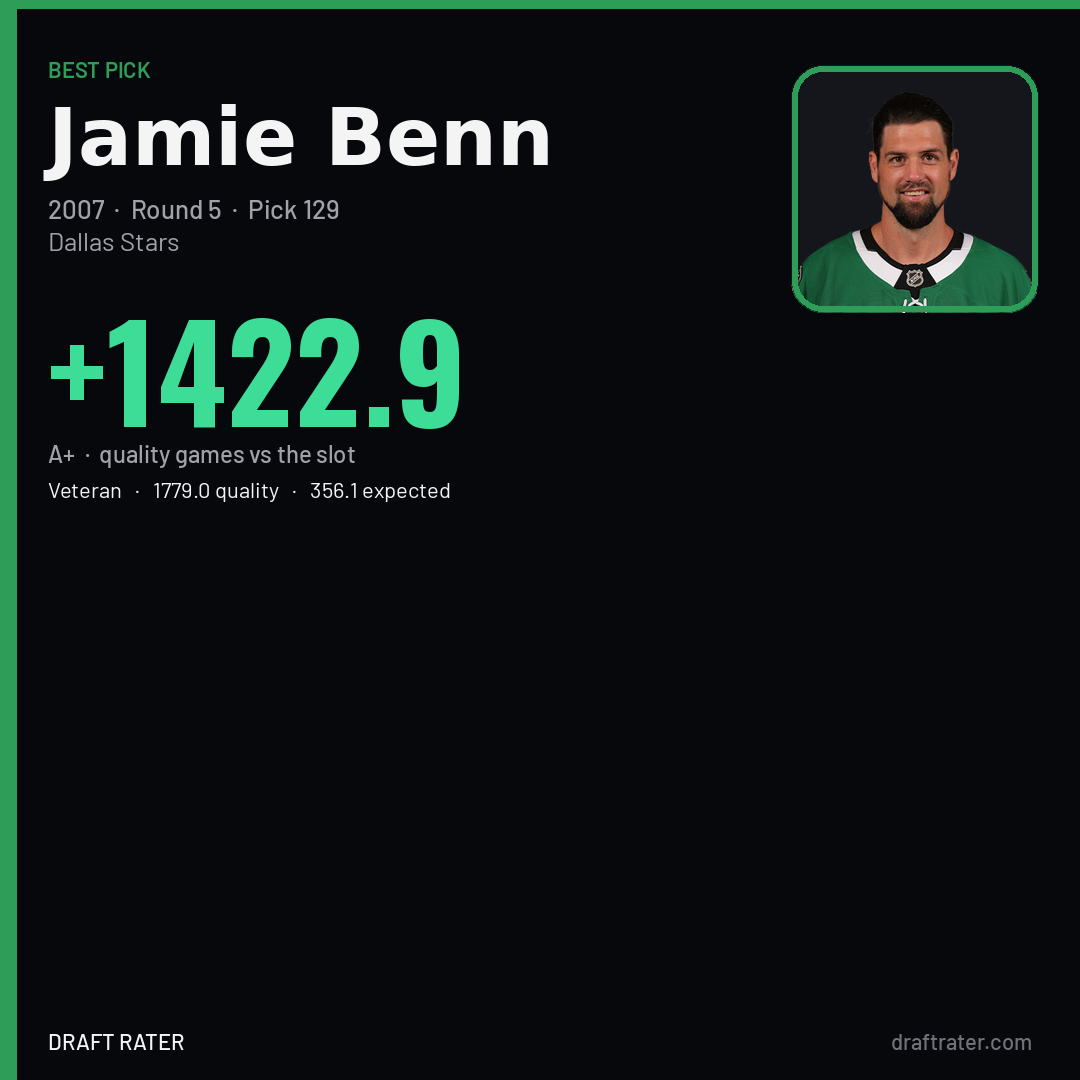 BEST PICK
Jamie Benn
2007 · Round 5 · Pick 129
Dallas Stars
+1422.9
A+ · quality games vs the slot
Veteran · 1779.0 quality · 356.1 expected
DRAFT RATER
draftrater.com